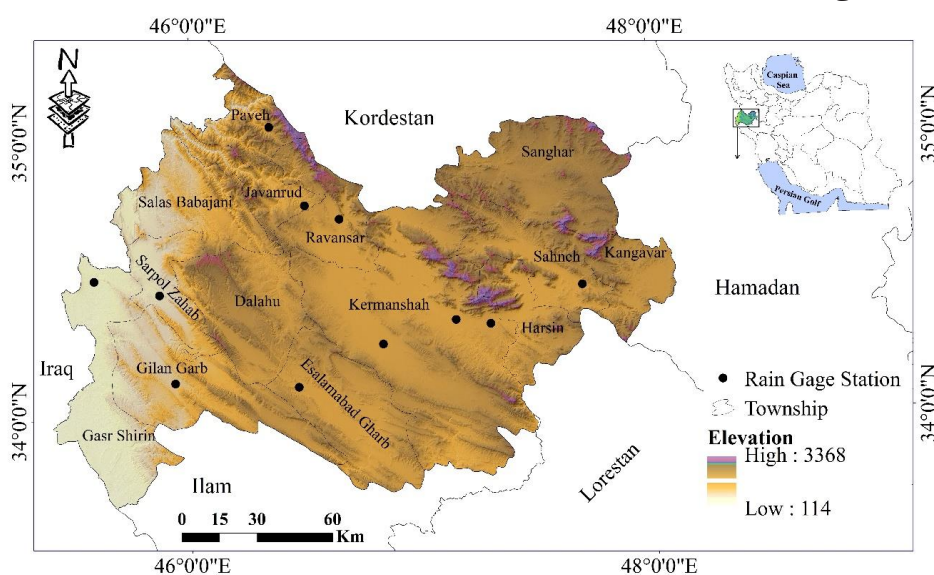 46°0'0"E
48°0'0"E
N
Caspian
Sea
Persian Golf
35°0'0"N
35°0'0"N
34°0'0"N
34°0'0"N
Kordestan
Paveh
Sanghar
Javanrud
Salas Babajani
Ravansar
Sahneh
Kangavar
Sarpol Zahab
Dalahu
Kermanshah
Hamadan
Harsin
Iraq
Gilan Garb
Esalamabad Gharb
Gasr Shirin
Ilam
Lorestan
Rain Gage Station
Township
Elevation
High : 3368
Low : 114
0 15 30 60
Km
46°0'0"E
48°0'0"E